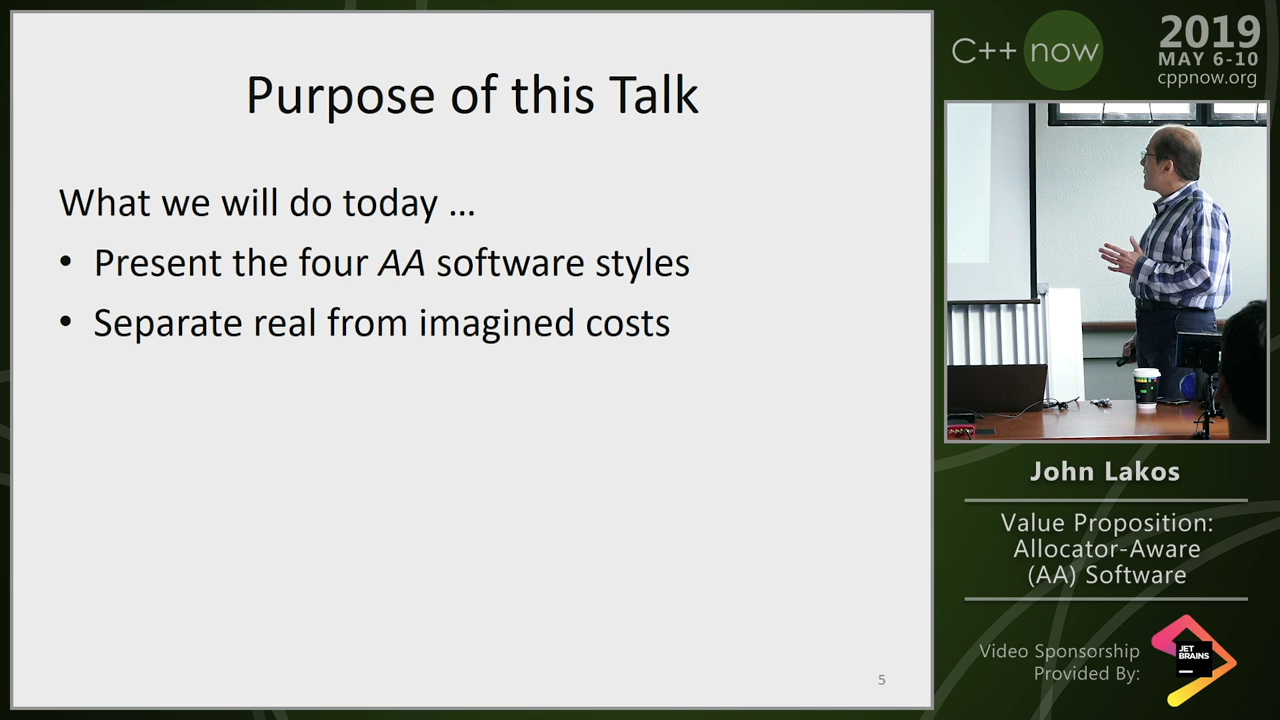 Purpose of this Talk
What we will do today ...
• Present the four AA software styles
• Separate real from imagined costs
5
C++ now
2019
MAY 6-10
cppnow.org
John Lakos
Value Proposition:
Allocator-Aware
(AA) Software
Video Sponsorship
Provided By:
JET
BRAINS